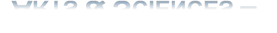 ARTS & SCIENCES —